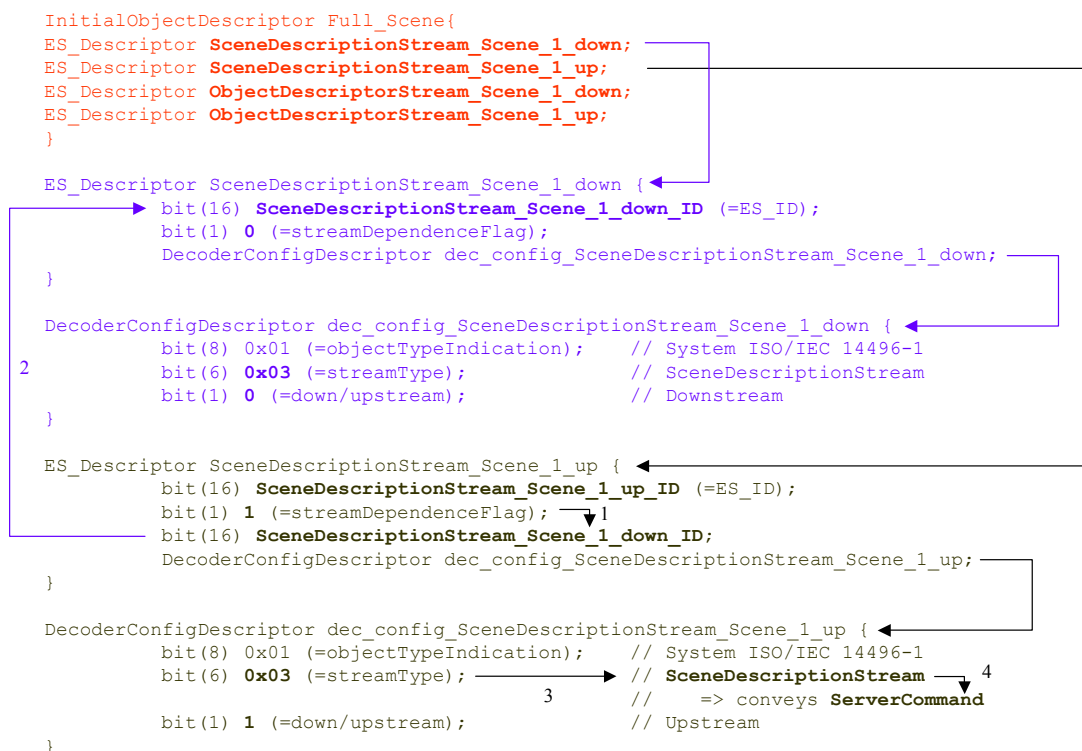 InitialObjectDescriptor Full_Scene{
ES_Descriptor SceneDescriptionStream_Scene_1_down;
ES_Descriptor SceneDescriptionStream_Scene_1_up;
ES_Descriptor ObjectDescriptorStream_Scene_1_down;
ES_Descriptor ObjectDescriptorStream_Scene_1_up;
}
ES_Descriptor SceneDescriptionStream_Scene_1_down {
bit(16) SceneDescriptionStream_Scene_1_down_ID (=ES_ID);
bit(1) 0 (=streamDependenceFlag);
DecoderConfigDescriptor dec_config_SceneDescriptionStream_Scene_1_down;
}
DecoderConfigDescriptor dec_config_SceneDescriptionStream_Scene_1_down {
bit(8) 0x01 (=objectTypeIndication); // System ISO/IEC 14496-1
2 bit(6) 0x03 (=streamType); // SceneDescriptionStream
bit(1) 0 (=down/upstream); // Downstream
}
ES_Descriptor SceneDescriptionStream_Scene_1_up {
bit(16) SceneDescriptionStream_Scene_1_up_ID (=ES_ID);
bit(1) 1 (=streamDependenceFlag); 1
bit(16) SceneDescriptionStream_Scene_1_down_ID;
DecoderConfigDescriptor dec_config_SceneDescriptionStream_Scene_1_up;
}
DecoderConfigDescriptor dec_config_SceneDescriptionStream_Scene_1_up {
bit(8) 0x01 (=objectTypeIndication); // System ISO/IEC 14496-1
bit(6) 0x03 (=streamType); // SceneDescriptionStream 4
3 // => conveys ServerCommand
bit(1) 1 (=down/upstream); // Upstream
}